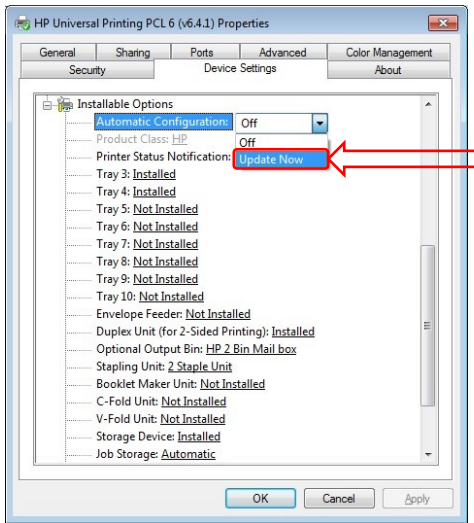 HP Universal Printing PCL 6 (v6.4.1) Properties
General Sharing Ports Advanced Color Management
Security Device Settings About
Installable Options
Automatic Configuration: Off
Product Class: HP Off
Printer Status Notification: Update Now
Tray 3: Installed
Tray 4: Installed
Tray 5: Not Installed
Tray 6: Not Installed
Tray 7: Not Installed
Tray 8: Not Installed
Tray 9: Not Installed
Tray 10: Not Installed
Envelope Feeder: Not Installed
Duplex Unit (for 2-Sided Printing): Installed
Optional Output Bin: HP 2 Bin Mail box
Stapling Unit: 2 Staple Unit
Booklet Maker Unit: Not Installed
C-Fold Unit: Not Installed
V-Fold Unit: Not Installed
Storage Device: Installed
Job Storage: Automatic
OK Cancel Apply